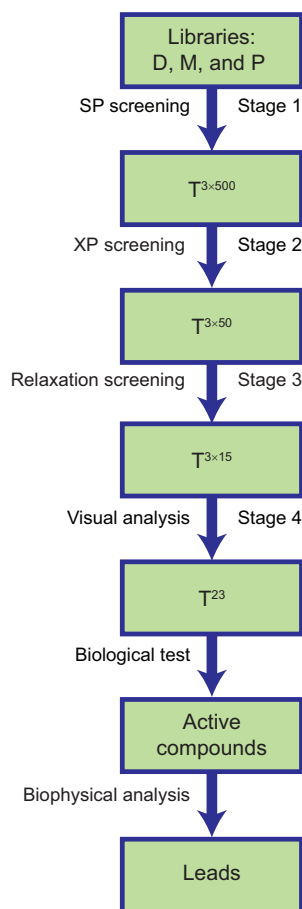 Libraries:
D, M, and P
SP screening Stage 1
T3×500
XP screening Stage 2
T3×50
Relaxation screening Stage 3
T3×15
Visual analysis Stage 4
T23
Biological test
Active
compounds
Biophysical analysis
Leads